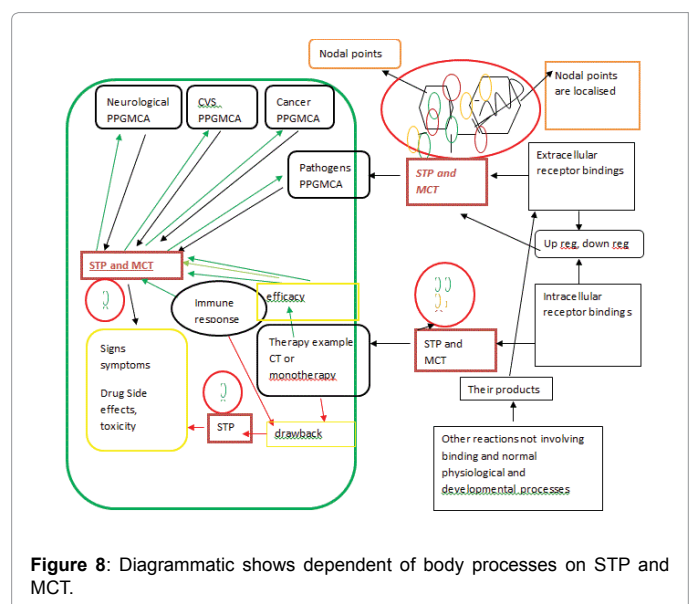 Nodal points
Nodal points
are localised
Neurological
PPGMCA
CVS
PPGMCA
Cancer
PPGMCA
Pathogens
PPGMCA
STP and
MCT
Extracellular
receptor bindings
Up reg, down reg
STP and MCT
Immune
response
efficacy
Intracellular
receptor bindings
Signs
symptoms
Drug Side
effects,
toxicity
Therapy example
CT or
monotherapy
STP and
MCT
Their products
STP
drawback
Other reactions not involving
binding and normal
physiological and
developmental processes
Figure 8: Diagrammatic shows dependent of body processes on STP and
MCT.